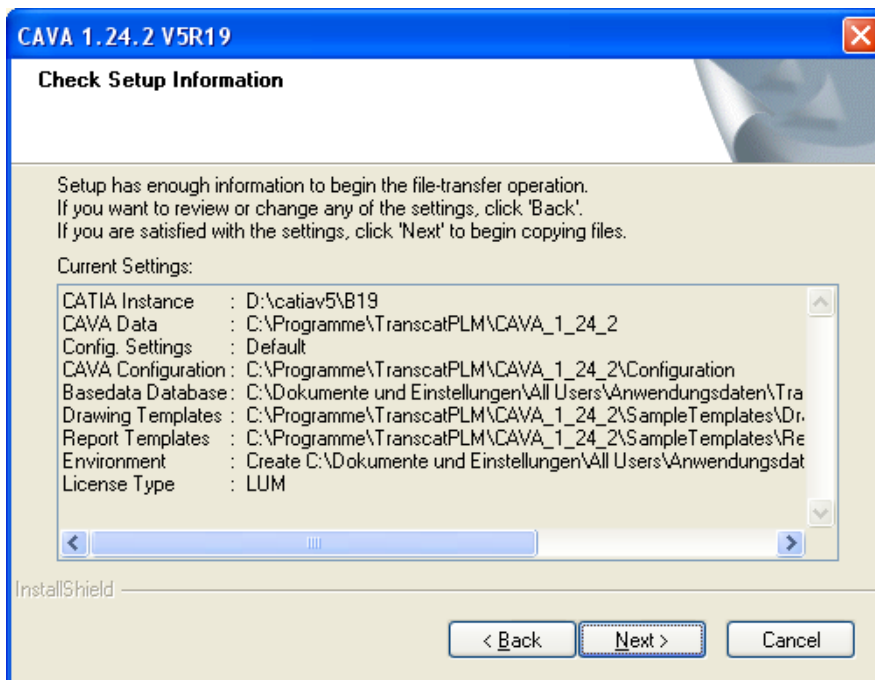 CAVA 1.24.2 V5R19
Check Setup Information
Setup has enough information to begin the file-transfer operation.
If you want to review or change any of the settings, click 'Back'.
If you are satisfied with the settings, click 'Next' to begin copying files.
Current Settings:
CATIA Instance : D:\catiav5\B19
CAVA Data : C:\Programme\TranscatPLM\CAVA_1_24_2
Config. Settings : Default
CAVA Configuration : C:\Programme\TranscatPLM\CAVA_1_24_2\Configuration
Basedata Database : C:\Dokumente und Einstellungen\All Users\Anwendungsdaten\Tra
Drawing Templates : C:\Programme\TranscatPLM\CAVA_1_24_2\SampleTemplates\Dr
Report Templates : C:\Programme\TranscatPLM\CAVA_1_24_2\SampleTemplates\Re
Environment : Create C:\Dokumente und Einstellungen\All Users\Anwendungsdat
License Type : LUM
InstallShield
< Back Next > Cancel